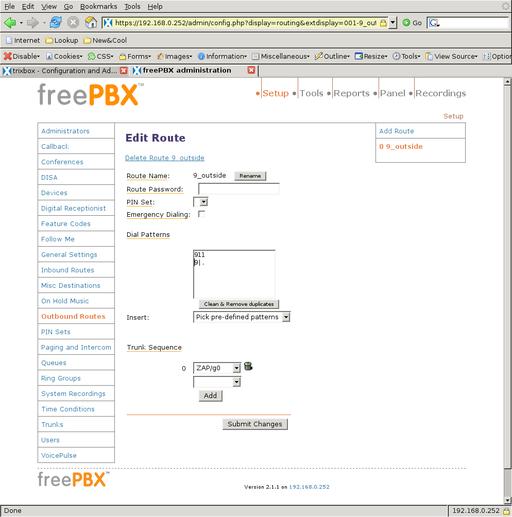 File Edit View Go Bookmarks Tools Help
https://192.168.0.252/admin/config.php?display=routing&extdisplay=001-9_out
Go
Internet Lookup New&Cool
Disable Cookies CSS Forms Images Information Miscellaneous Outline Resize Tools View Source
trixbox - Configuration and Ad...
freePBX administration
freePBX
Setup Tools Reports Panel Recordings
Setup
Administrators
Callback
Conferences
DISA
Devices
Digital Receptionist
Feature Codes
Follow Me
General Settings
Inbound Routes
Misc Destinations
On Hold Music
Outbound Routes
PIN Sets
Paging and Intercom
Queues
Ring Groups
System Recordings
Time Conditions
Trunks
Users
VoicePulse
Edit Route
Delete Route 9_outside
Route Name: 9_outside Rename
Route Password:
PIN Set:
Emergency Dialing:
Dial Patterns
911
9|.
Clean & Remove duplicates
Insert: Pick pre-defined patterns
Trunk Sequence
0 ZAP/g0
Add
Submit Changes
Add Route
0 9_outside
freePBX
Version 2.1.1 on 192.168.0.252
Done
192.168.0.252